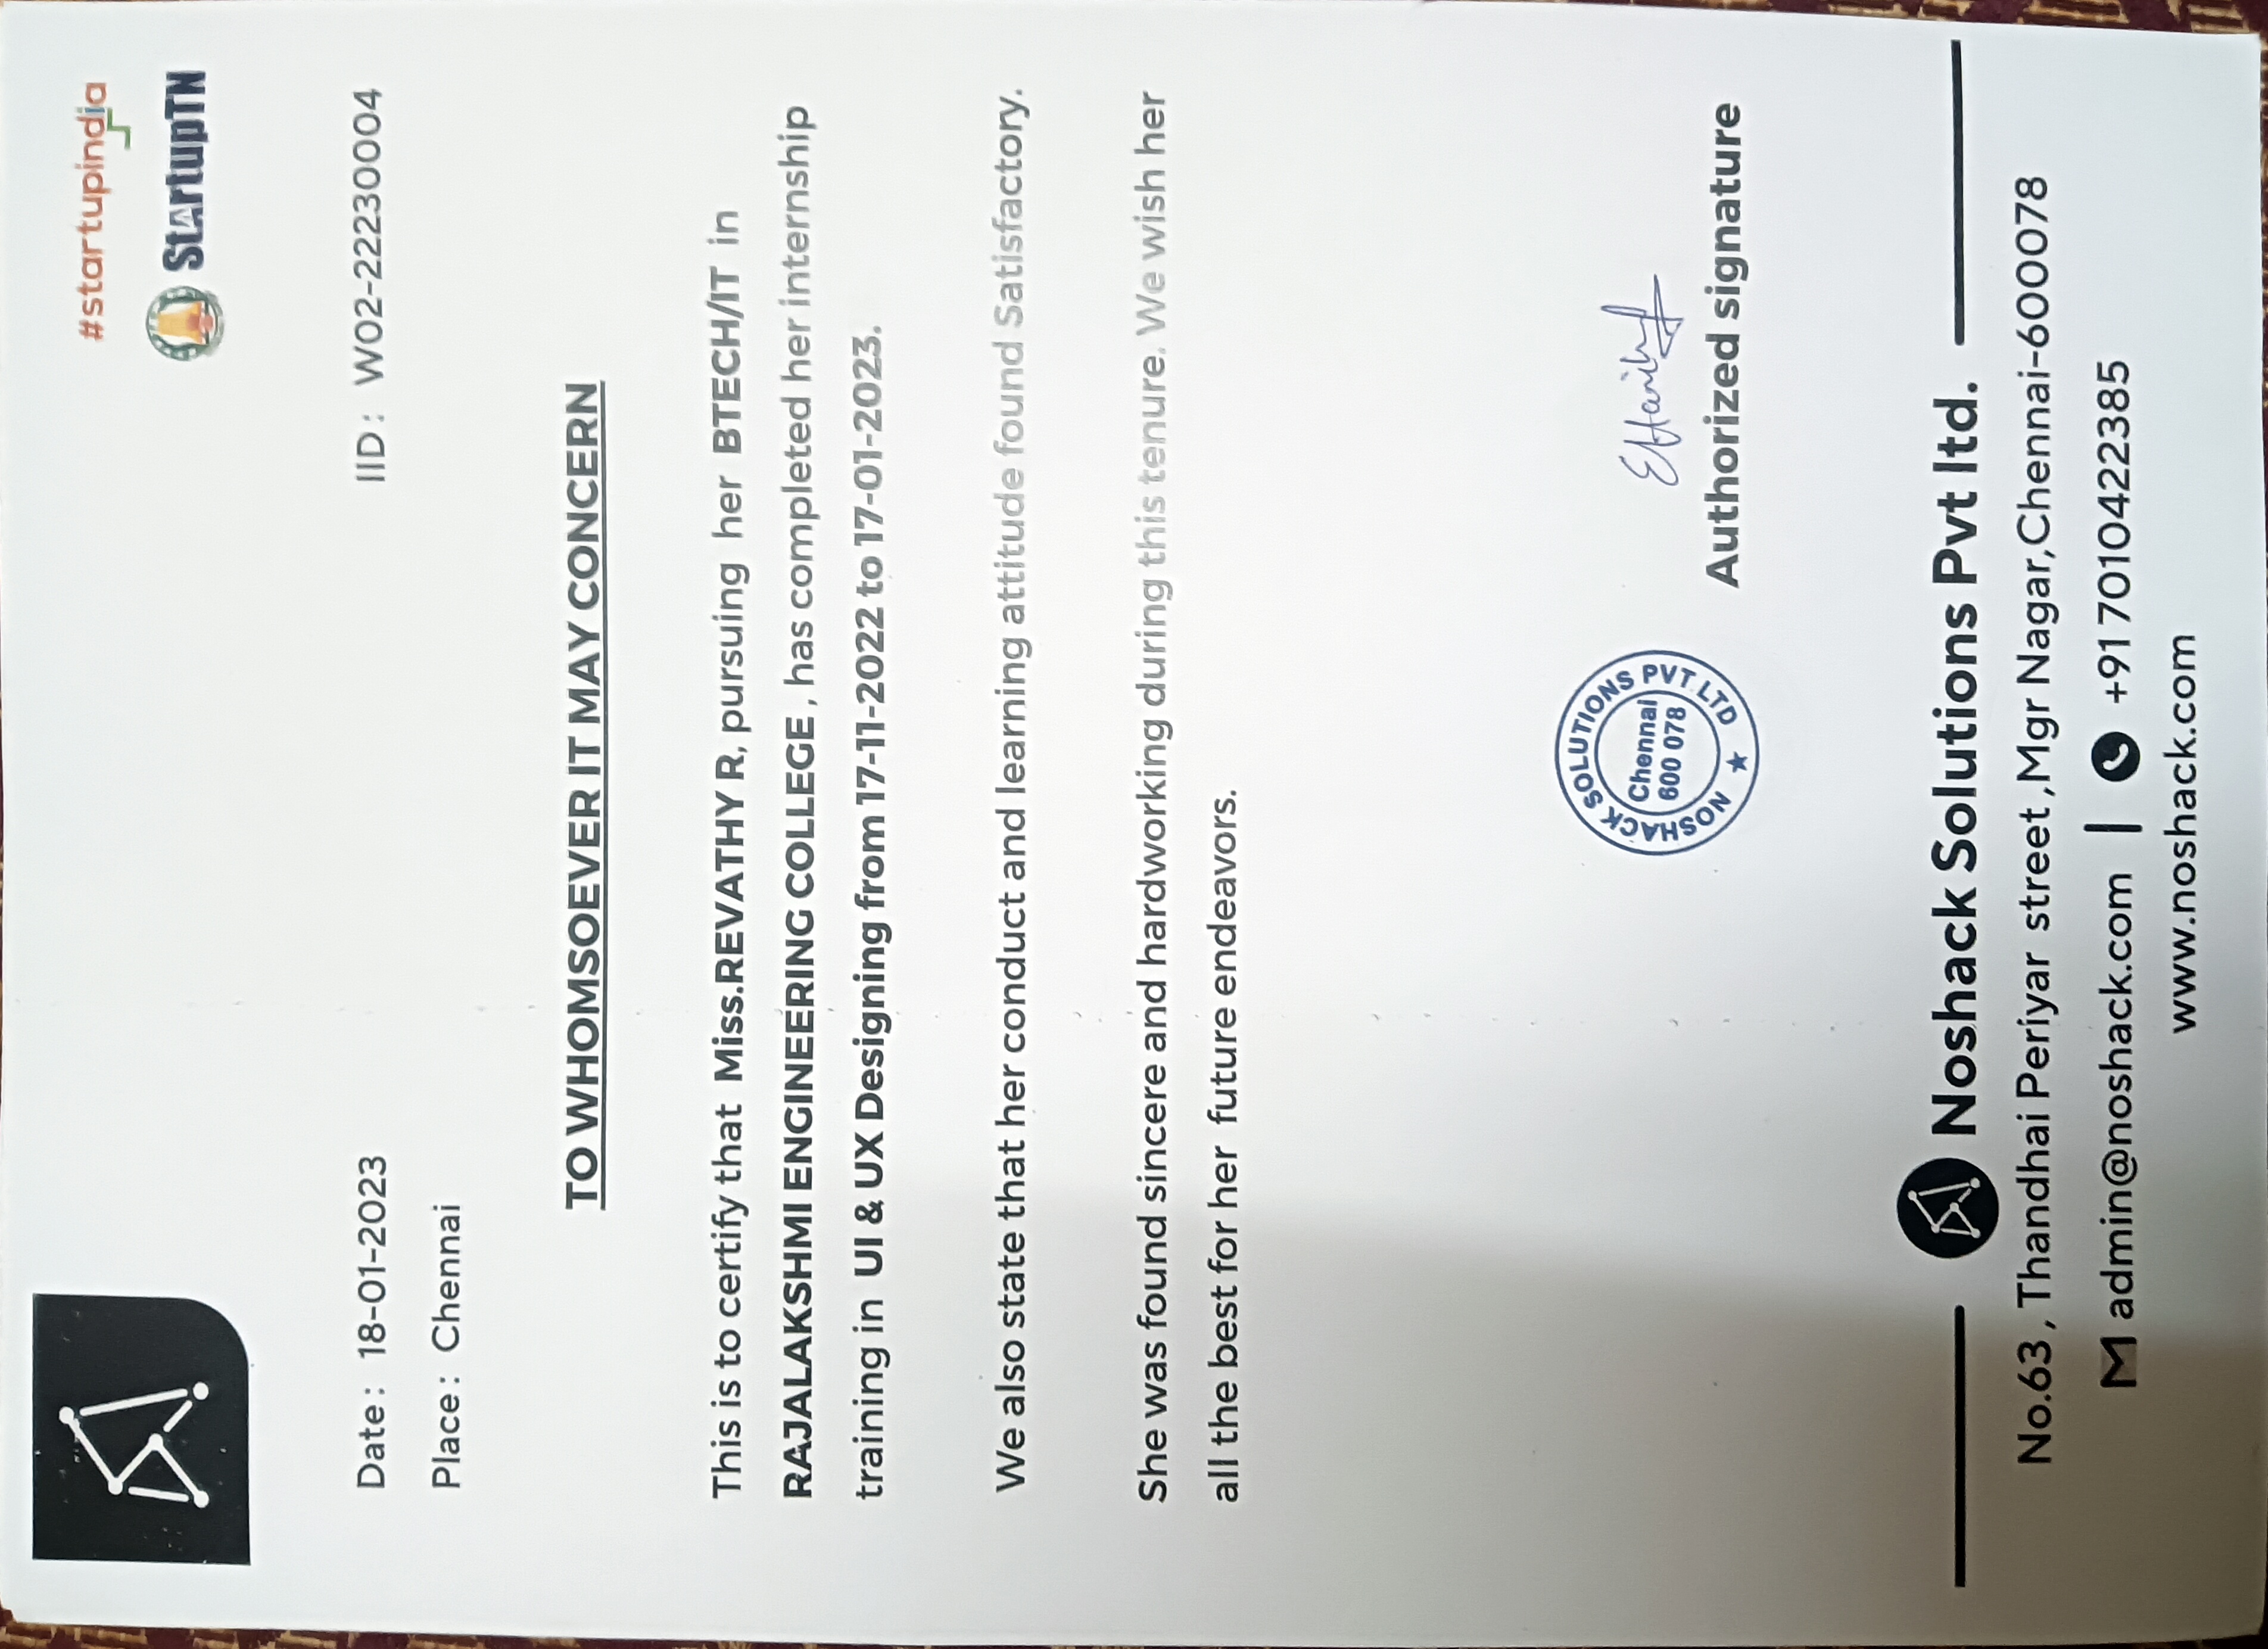 #startupindia
StartupTN
Date : 18-01-2023
IID : W02-22230004
Place : Chennai
TO WHOMSOEVER IT MAY CONCERN
This is to certify that Miss.REVATHY R, pursuing her BTECH/IT in
RAJALAKSHMI ENGINEERING COLLEGE , has completed her internship
training in UI & UX Designing from 17-11-2022 to 17-01-2023.
We also state that her conduct and learning attitude found Satisfactory.
She was found sincere and hardworking during this tenure. We wish her
all the best for her future endeavors.
NOSHACK SOLUTIONS PVT.LTD
Chennai
600 078
Authorized signature
Noshack Solutions Pvt ltd.
No.63 , Thandhai Periyar street ,Mgr Nagar,Chennai-600078
admin@noshack.com | +91 7010422385
www.noshack.com